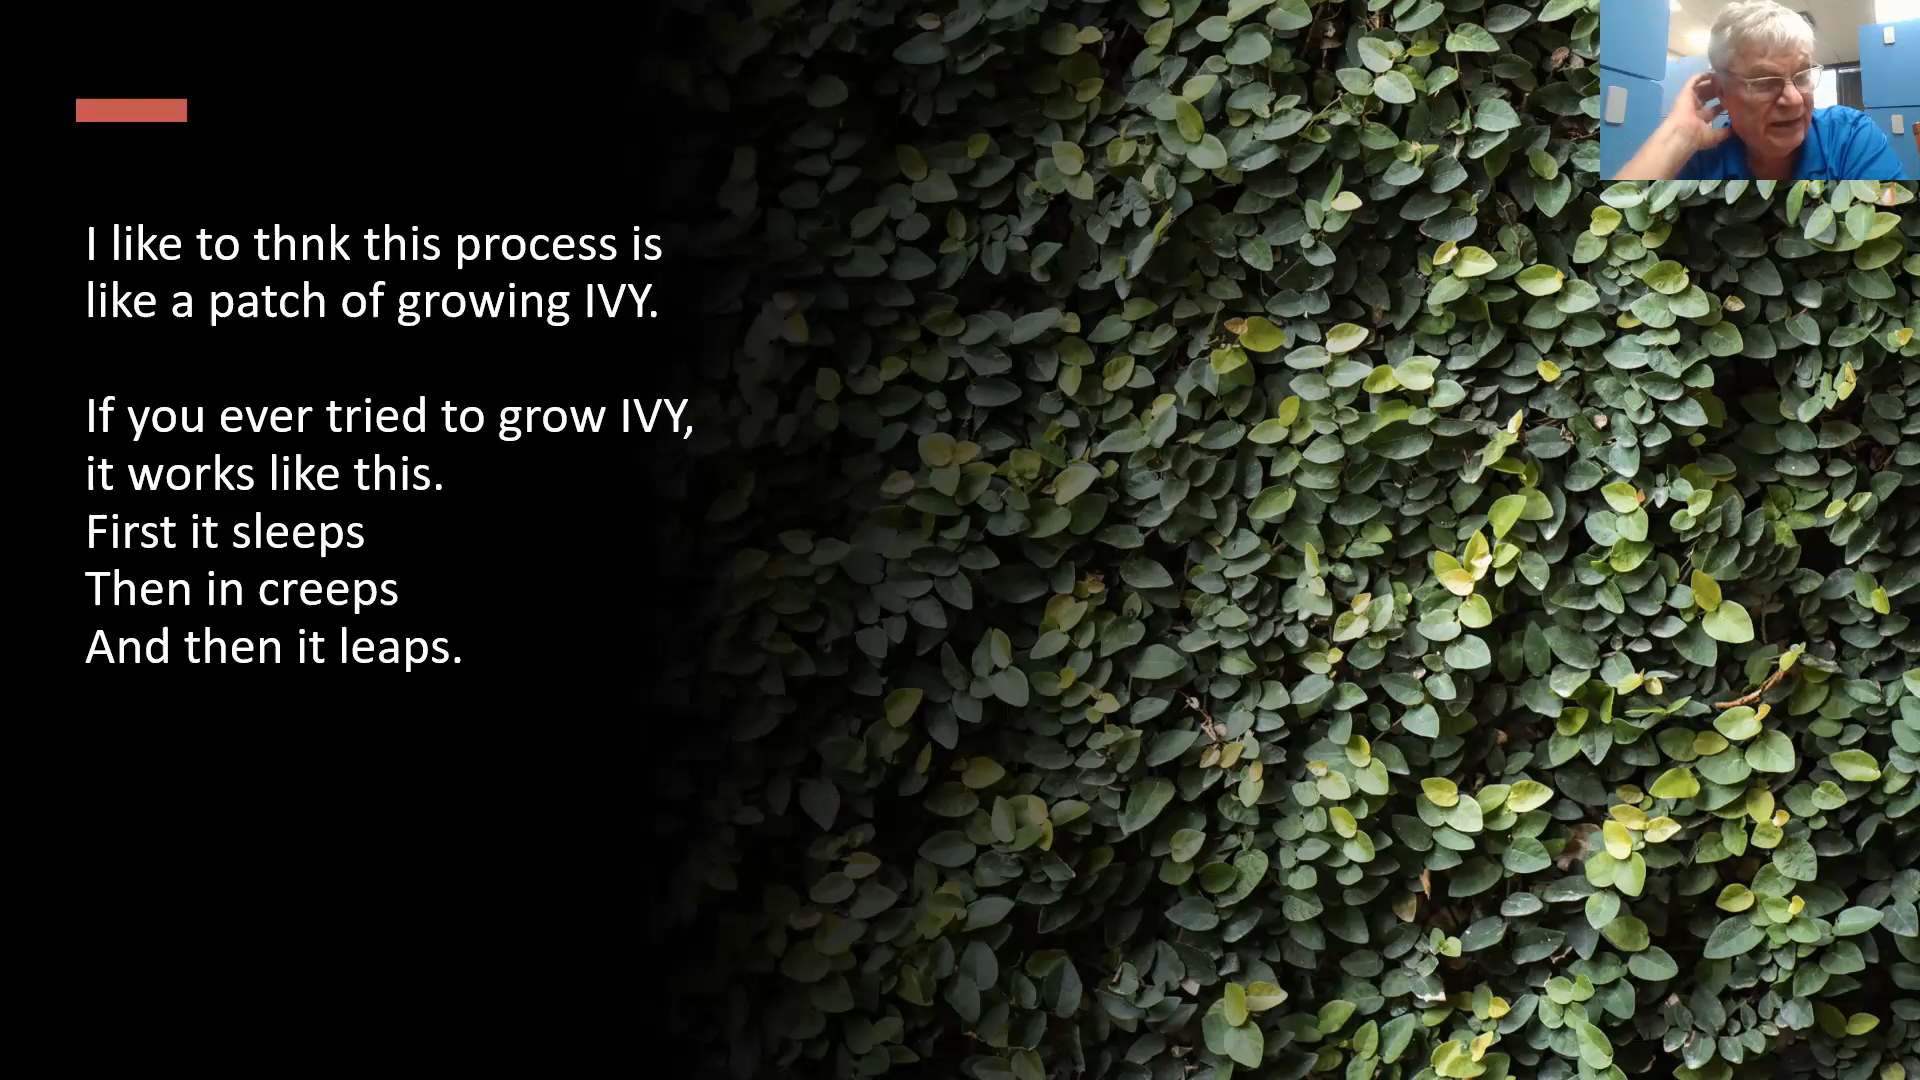 I like to thnk this process is
like a patch of growing IVY.
If you ever tried to grow IVY,
it works like this.
First it sleeps
Then in creeps
And then it leaps.